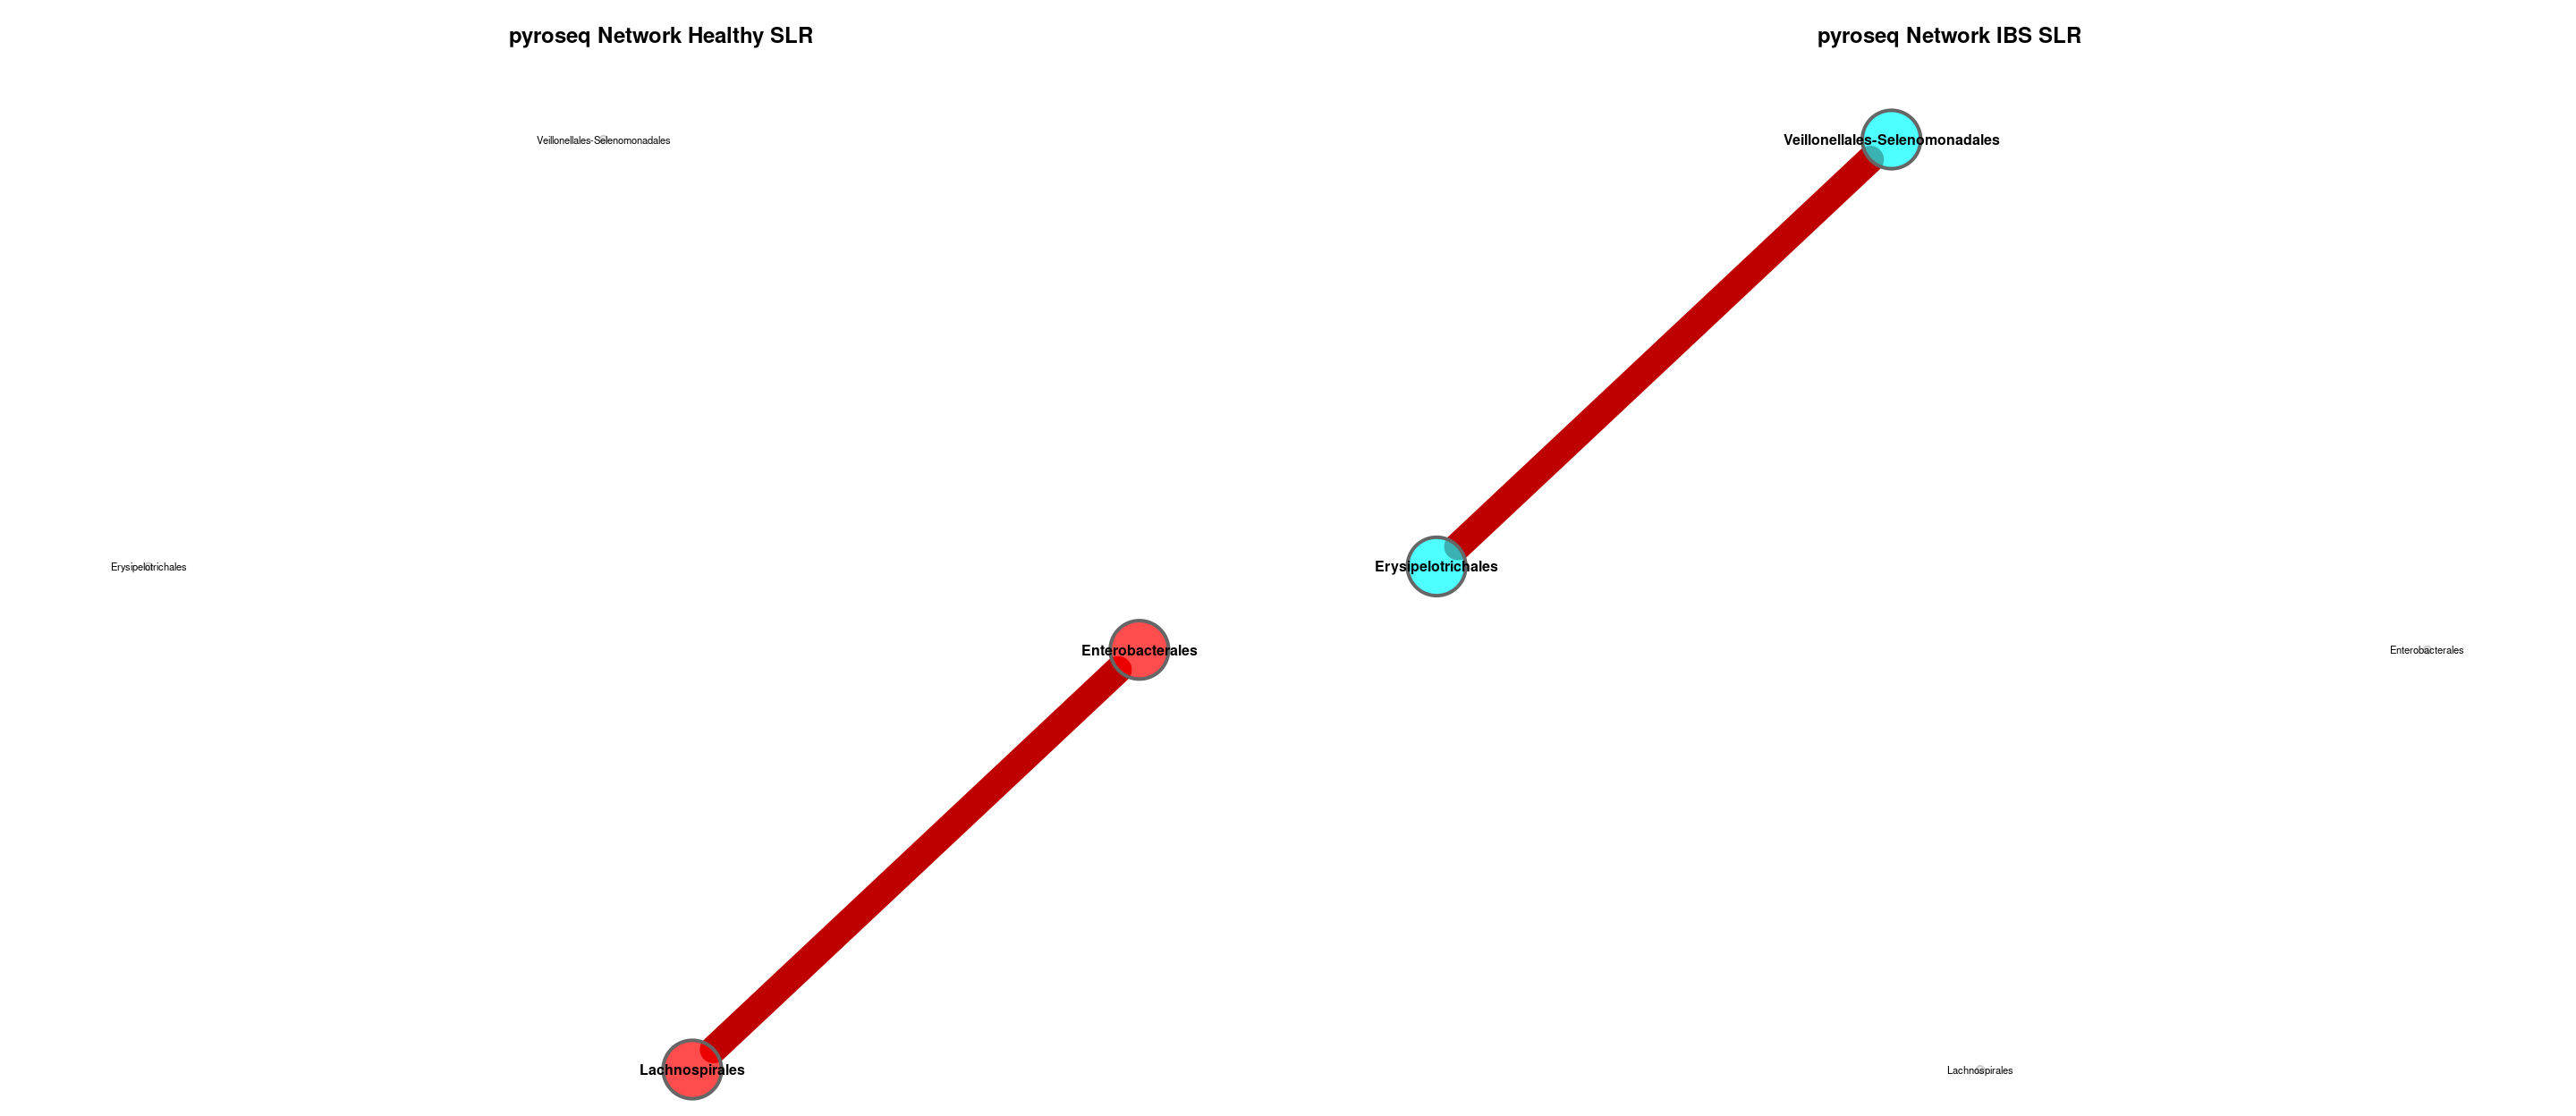 pyroseq Network Healthy SLR
Veillonellales-Selenomonadales
Erysipelotrichales
Enterobacterales
Lachnospirales
pyroseq Network IBS SLR
Veillonellales-Selenomonadales
Erysipelotrichales
Enterobacterales
Lachnospirales